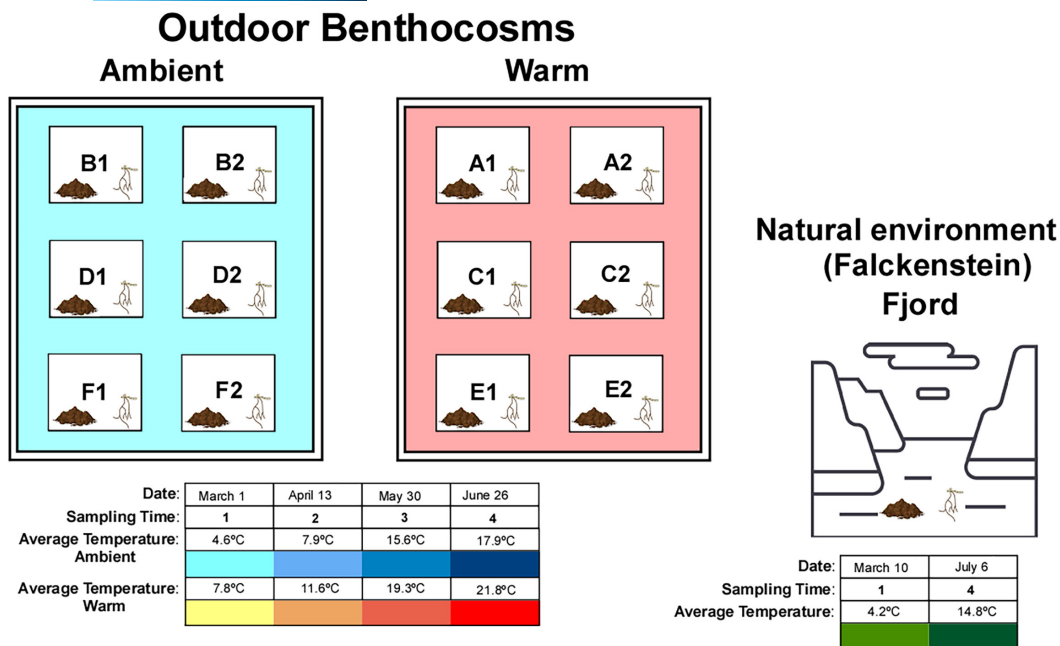 Outdoor Benthocosms
Ambient
Warm
B1
B2
A1
A2
D1
D2
C1
C2
F1
F2
E1
E2
Natural environment
(Falckenstein)
Fjord
Date: March 1 April 13 May 30 June 26
Sampling Time: 1 2 3 4
Average Temperature: 4.6ºC 7.9ºC 15.6ºC 17.9ºC
Ambient
Average Temperature: 7.8ºC 11.6ºC 19.3ºC 21.8ºC
Warm
Date: March 10 July 6
Sampling Time: 1 4
Average Temperature: 4.2ºC 14.8ºC